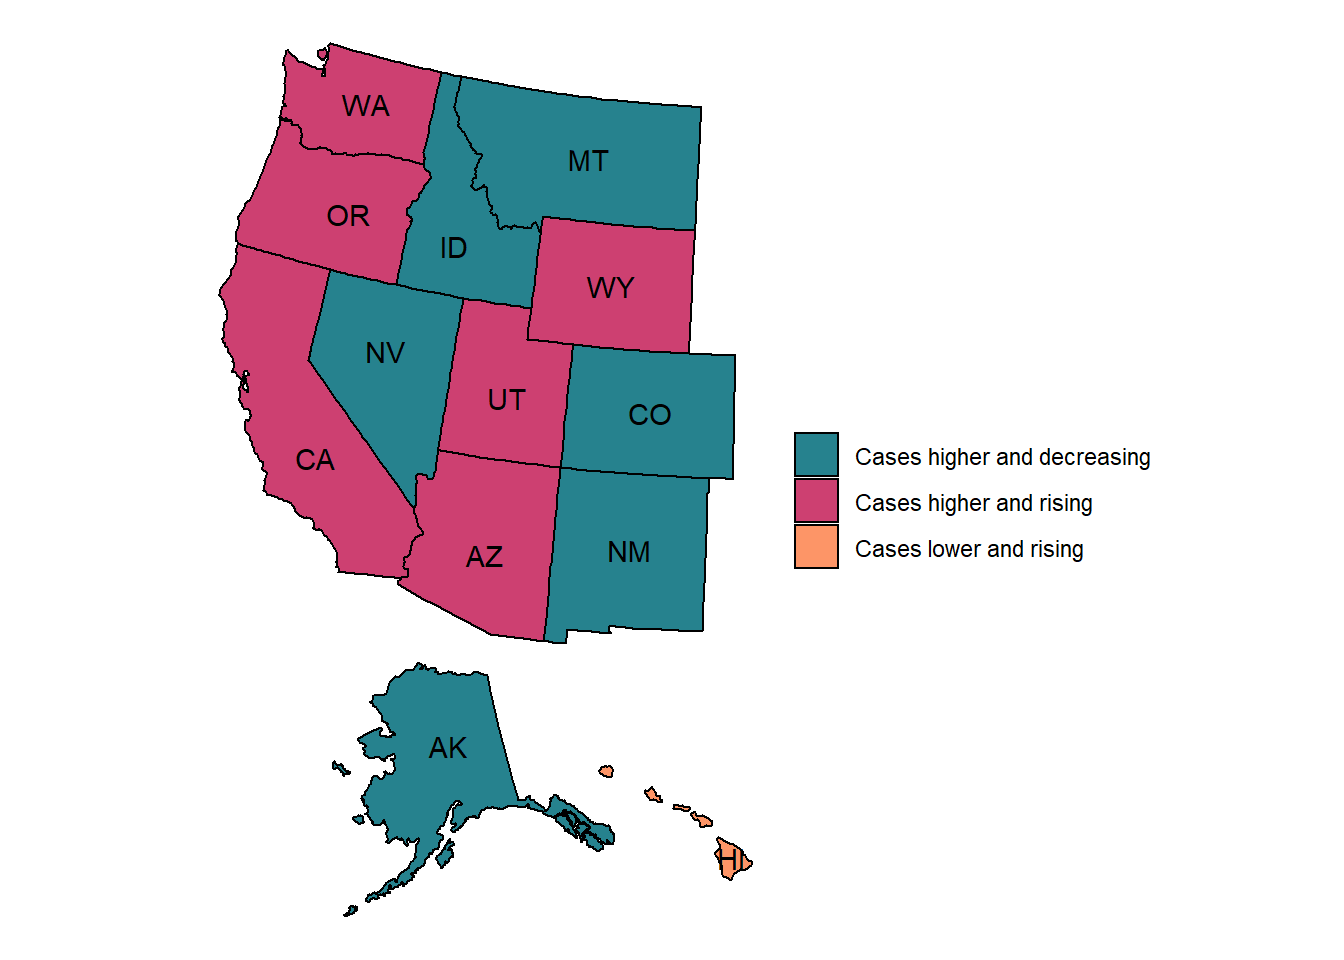 WA
MT
OR
ID
WY
NV
UT
CO
CA
Cases higher and decreasing
Cases higher and rising
Cases lower and rising
AZ
NM
AK
HI